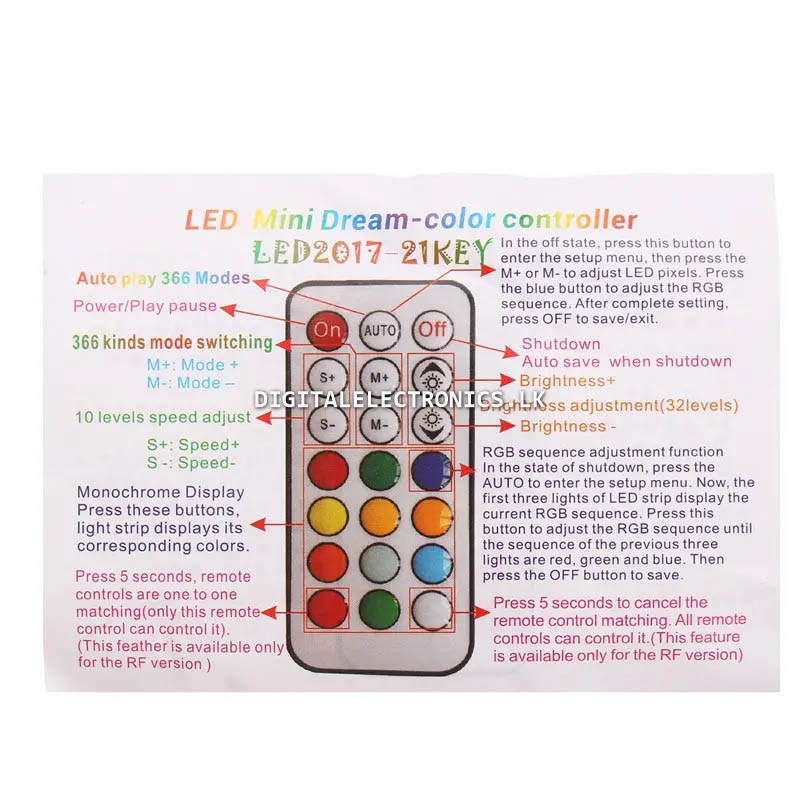 LED Mini Dream-color controller
LED2017-21KEY
Auto play 366 Modes
Power/Play pause
366 kinds mode switching
M+: Mode +
M-: Mode –
10 levels speed adjust
S+: Speed+
S -: Speed-
Monochrome Display
Press these buttons,
light strip displays its
corresponding colors.
Press 5 seconds, remote
controls are one to one
matching(only this remote
control can control it).
(This feather is available only
for the RF version )
On AUTO Off
S+ M+
DIGITALELECTRONICS.LK
S- M-
In the off state, press this button to
enter the setup menu, then press the
M+ or M- to adjust LED pixels. Press
the blue button to adjust the RGB
sequence. After complete setting,
press OFF to save/exit.
Shutdown
Auto save when shutdown
Brightness+
Brightness adjustment(32levels)
Brightness -
RGB sequence adjustment function
In the state of shutdown, press the
AUTO to enter the setup menu. Now, the
first three lights of LED strip display the
current RGB sequence. Press this
button to adjust the RGB sequence until
the sequence of the previous three
lights are red, green and blue. Then
press the OFF button to save.
Press 5 seconds to cancel the
remote control matching. All remote
controls can control it.(This feature
is available only for the RF version)